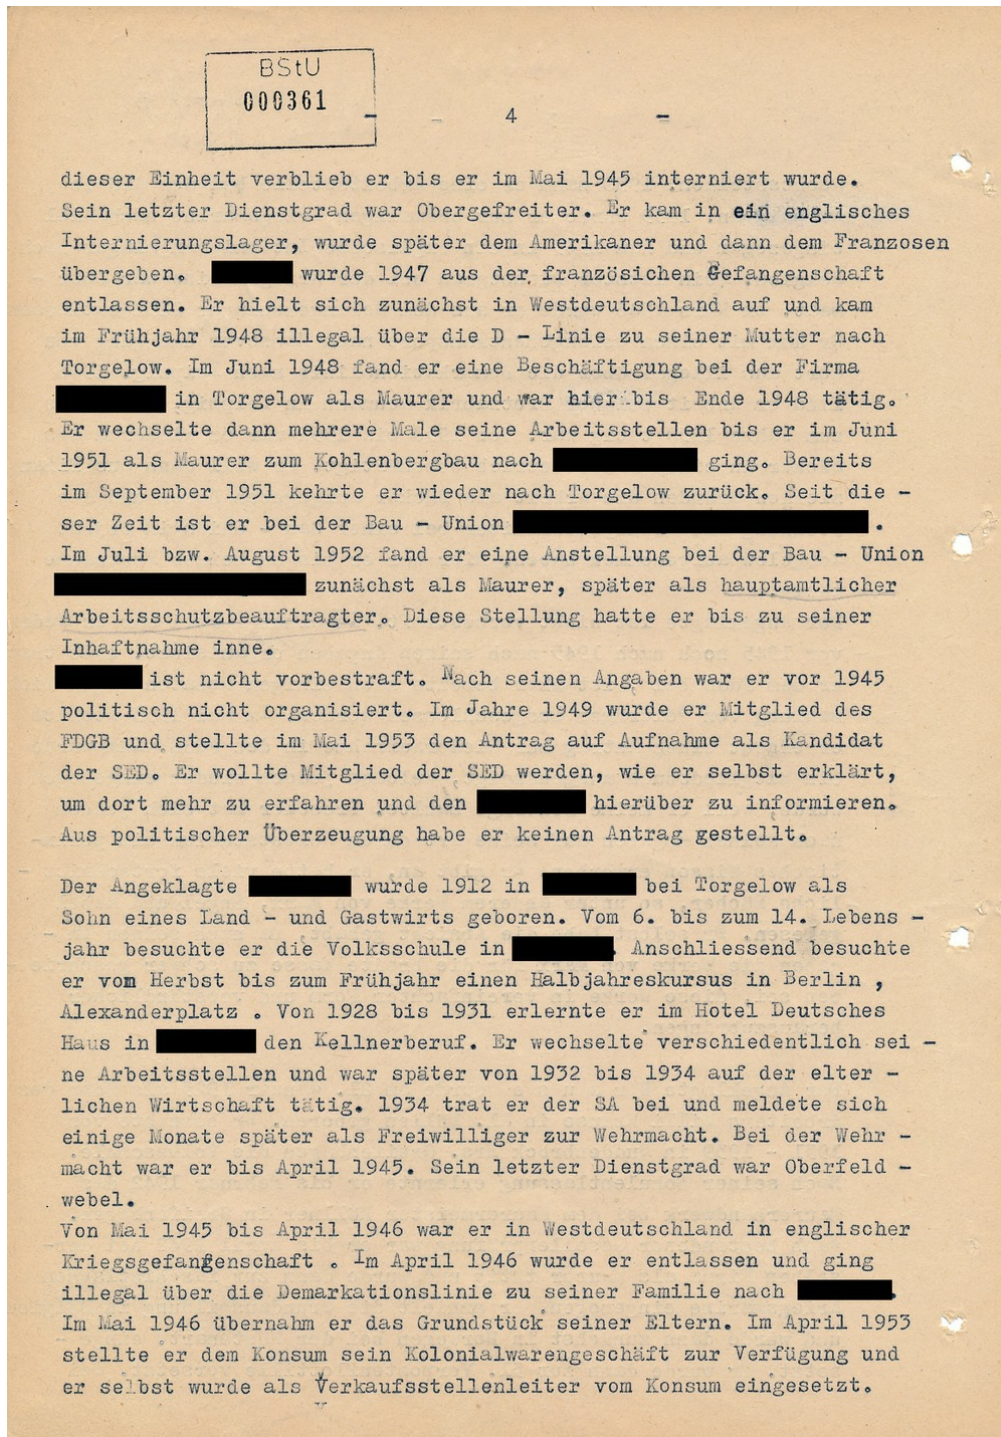 BStU
000361
- - 4 -
dieser Einheit verblieb er bis er im Mai 1945 interniert wurde.
Sein letzter Dienstgrad war Obergefreiter. Er kam in ein englisches
Internierungslager, wurde später dem Amerikaner und dann dem Franzosen
übergeben. wurde 1947 aus der französichen Gefangenschaft
entlassen. Er hielt sich zunächst in Westdeutschland auf und kam
im Frühjahr 1948 illegal über die D - Linie zu seiner Mutter nach
Torgelow. Im Juni 1948 fand er eine Beschäftigung bei der Firma
in Torgelow als Maurer und war hier bis Ende 1948 tätig.
Er wechselte dann mehrere Male seine Arbeitsstellen bis er im Juni
1951 als Maurer zum Kohlenbergbau nach ging. Bereits
im September 1951 kehrte er wieder nach Torgelow zurück. Seit die -
ser Zeit ist er bei der Bau - Union .
Im Juli bzw. August 1952 fand er eine Anstellung bei der Bau - Union
zunächst als Maurer, später als hauptamtlicher
Arbeitsschutzbeauftragter. Diese Stellung hatte er bis zu seiner
Inhaftnahme inne.
ist nicht vorbestraft. Nach seinen Angaben war er vor 1945
politisch nicht organisiert. Im Jahre 1949 wurde er Mitglied des
FDGB und stellte im Mai 1953 den Antrag auf Aufnahme als Kandidat
der SED. Er wollte Mitglied der SED werden, wie er selbst erklärt,
um dort mehr zu erfahren und den hierüber zu informieren.
Aus politischer Überzeugung habe er keinen Antrag gestellt.
Der Angeklagte wurde 1912 in bei Torgelow als
Sohn eines Land - und Gastwirts geboren. Vom 6. bis zum 14. Lebens -
jahr besuchte er die Volksschule in . Anschliessend besuchte
er vom Herbst bis zum Frühjahr einen Halbjahreskursus in Berlin ,
Alexanderplatz . Von 1928 bis 1931 erlernte er im Hotel Deutsches
Haus in den Kellnerberuf. Er wechselte verschiedentlich sei -
ne Arbeitsstellen und war später von 1932 bis 1934 auf der elter -
lichen Wirtschaft tätig. 1934 trat er der SA bei und meldete sich
einige Monate später als Freiwilliger zur Wehrmacht. Bei der Wehr -
macht war er bis April 1945. Sein letzter Dienstgrad war Oberfeld -
webel.
Von Mai 1945 bis April 1946 war er in Westdeutschland in englischer
Kriegsgefangenschaft . Im April 1946 wurde er entlassen und ging
illegal über die Demarkationslinie zu seiner Familie nach .
Im Mai 1946 übernahm er das Grundstück seiner Eltern. Im April 1953
stellte er dem Konsum sein Kolonialwarengeschäft zur Verfügung und
er selbst wurde als Verkaufsstellenleiter vom Konsum eingesetzt.